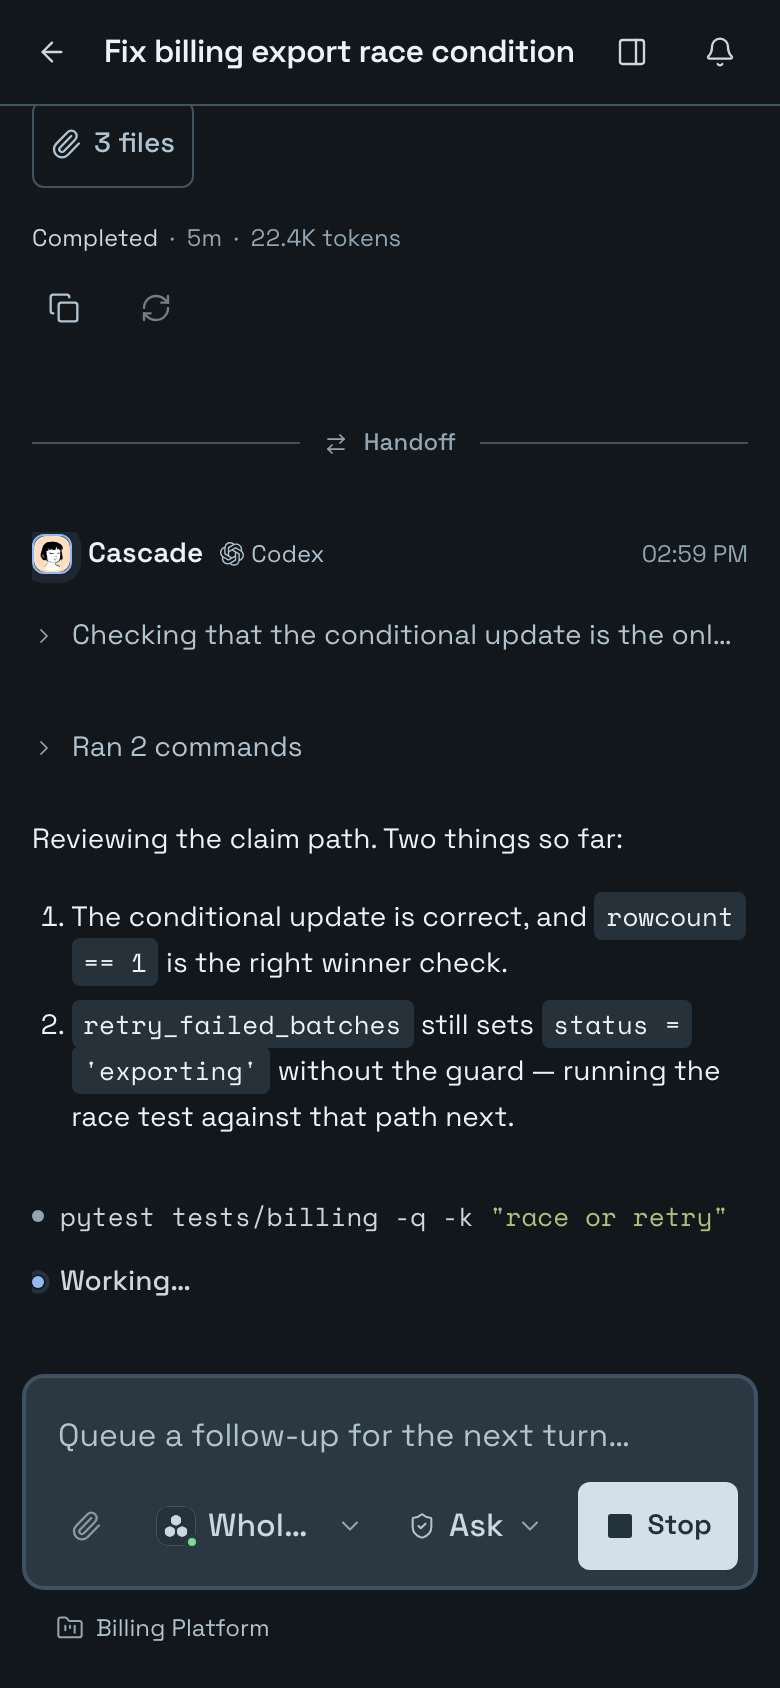 Fix billing export race condition
3 files
Completed · 5m · 22.4K tokens
Handoff
Cascade Codex 02:59 PM
Checking that the conditional update is the onl...
Ran 2 commands
Reviewing the claim path. Two things so far:
1. The conditional update is correct, and rowcount
== 1 is the right winner check.
2. retry_failed_batches still sets status =
'exporting' without the guard — running the
race test against that path next.
pytest tests/billing -q -k "race or retry"
Working...
Queue a follow-up for the next turn...
Whol... Ask Stop
Billing Platform